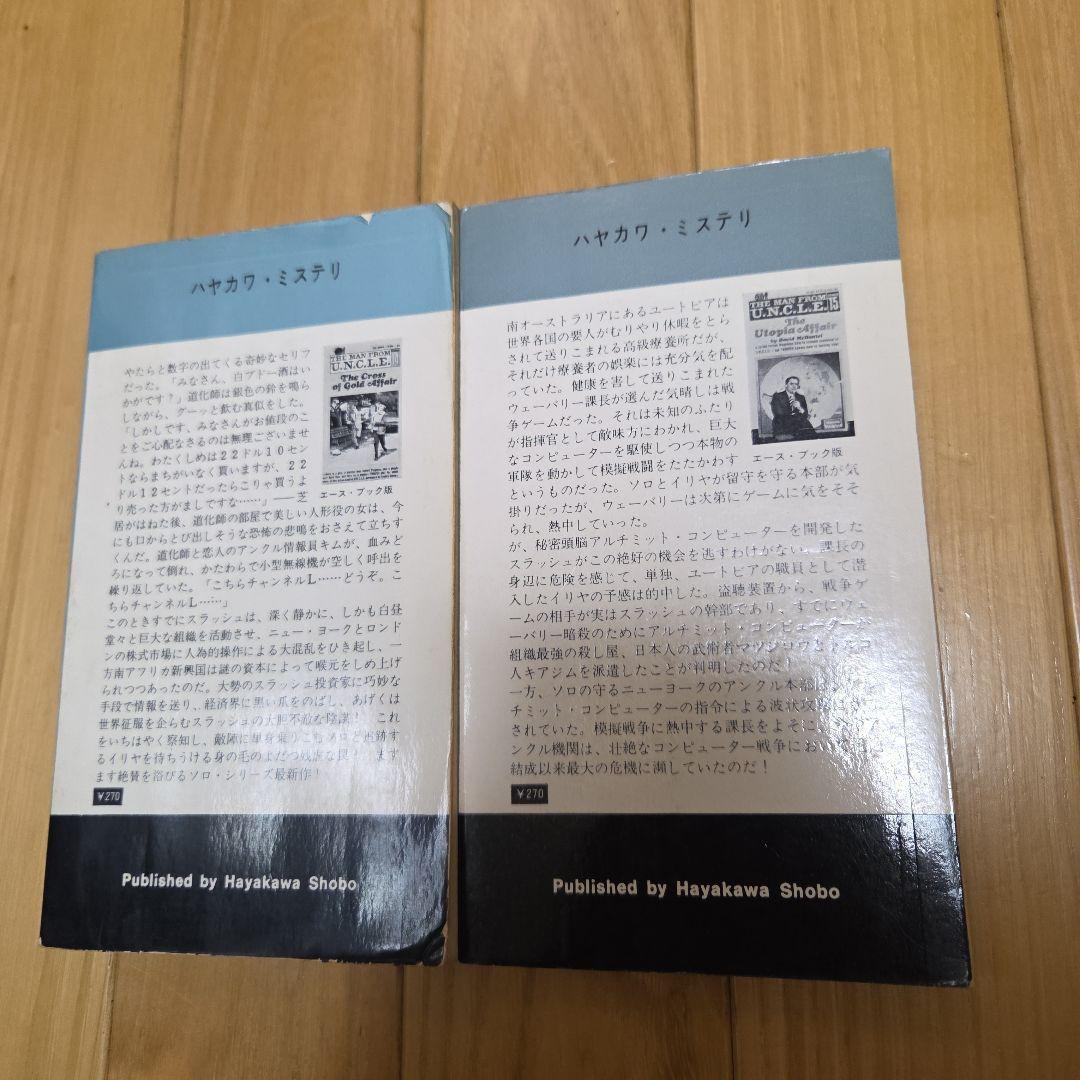 ハヤカワ・ミステリ
やたらと数字の出てくる奇妙なセリフ
だった。「みなさん、白ブドー酒はい
かがです？」道化師は銀色の鈴を鳴ら
しながら、グーッと飲む真似をした。
「しかしです、みなさんがお値段のこ
とをご心配なさるのは無理ございませ
んね。わたくしめは22ドル10セン
トならまちがいなく買いますが、22
ドル12セントだったらこりゃ買うよ
り売った方がましですな……」——芝
居がはねた後、道化師の部屋で美しい人形役の女は、今
にも口からとび出しそうな恐怖の悲鳴をおさえて立ちす
くんだ。道化師と恋人のアンクル情報員キムが、血みど
ろになって倒れ、かたわらで小型無線機が空しく呼出を
繰り返していた。「こちらチャンネルL……どうぞ。こ
ちらチャンネルL……」
このときすでにスラッシュは、深く静かに、しかも白昼
堂々と巨大な組織を活動させ、ニュー・ヨークとロンド
ンの株式市場に人為的操作による大混乱をひき起し、一
方南アフリカ新興国は謎の資本によって喉元をしめ上げ
られつつあったのだ。大勢のスラッシュ投資家に巧妙な
手段で情報を送り、経済界に黒い爪をのばし、あげくは
世界征服を企らむスラッシュの大胆不敵な陰謀！ これ
をいちはやく察知し、敵陣に単身乗りこむソロと追跡す
るイリヤを待ちうける身の毛のよだつ残虐な罠！ ます
ます絶賛を浴びるソロ・シリーズ最新作！
THE MAN FROM
U.N.C.L.E.
The Cross
of Gold Affair
エース・ブック版
¥270
Published by Hayakawa Shobo
ハヤカワ・ミステリ
南オーストラリアにあるユートピアは
世界各国の要人がむりやり休暇をとら
されて送りこまれる高級療養所だが、
それだけ療養者の娯楽には充分気を配
っていた。健康を害して送りこまれた
ウェーバリー課長が選んだ気晴しは戦
争ゲームだった。それは未知のふたり
が指揮官として敵味方にわかれ、巨大
なコンピューターを駆使しつつ本物の
軍隊を動かして模擬戦闘をたたかわす
というものだった。ソロとイリヤが留守を守る本部が気
掛りだったが、ウェーバリーは次第にゲームに気をそそ
られ、熱中していった。
が、秘密頭脳アルチミット・コンピューターを開発した
スラッシュがこの絶好の機会を逃すわけがない。課長の
身辺に危険を感じて、単独、ユートピアの職員として潜
入したイリヤの予感は的中した。盗聴装置から、戦争ゲ
ームの相手が実はスラッシュの幹部であり、すでにウェ
ーバリー暗殺のためにアルチミット・コンピューターが
組織最強の殺し屋、日本人の武術者マツジロワと
人キアジムを派遣したことが判明したのだ！
一方、ソロの守るニューヨークのアンクル本部は
チミット・コンピューターの指令による波状攻
されていた。模擬戦争に熱中する課長をよそに、
ンクル機関は、壮絶なコンピューター戦争において
結成以来最大の危機に瀕していたのだ！
THE MAN FROM
U.N.C.L.E. 15
The
Utopia Affair
by David McDaniel
エース・ブック版
¥270
Published by Hayakawa Shobo